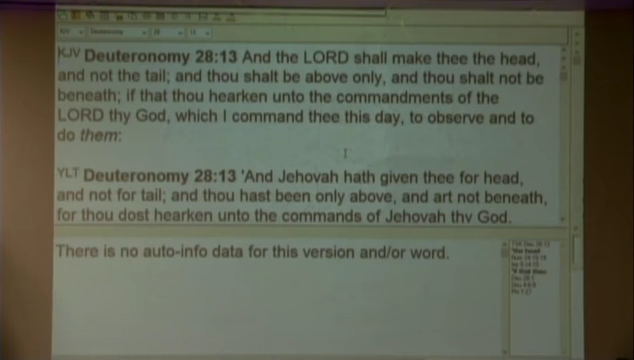 KJV Deuteronomy 28:13 And the LORD shall make thee the head,
and not the tail; and thou shalt be above only, and thou shalt not be
beneath; if that thou hearken unto the commandments of the
LORD thy God, which I command thee this day, to observe and to
do them:
YLT Deuteronomy 28:13 'And Jehovah hath given thee for head,
and not for tail; and thou hast been only above, and art not beneath,
for thou dost hearken unto the commands of Jehovah thy God.
There is no auto-info data for this version and/or word.